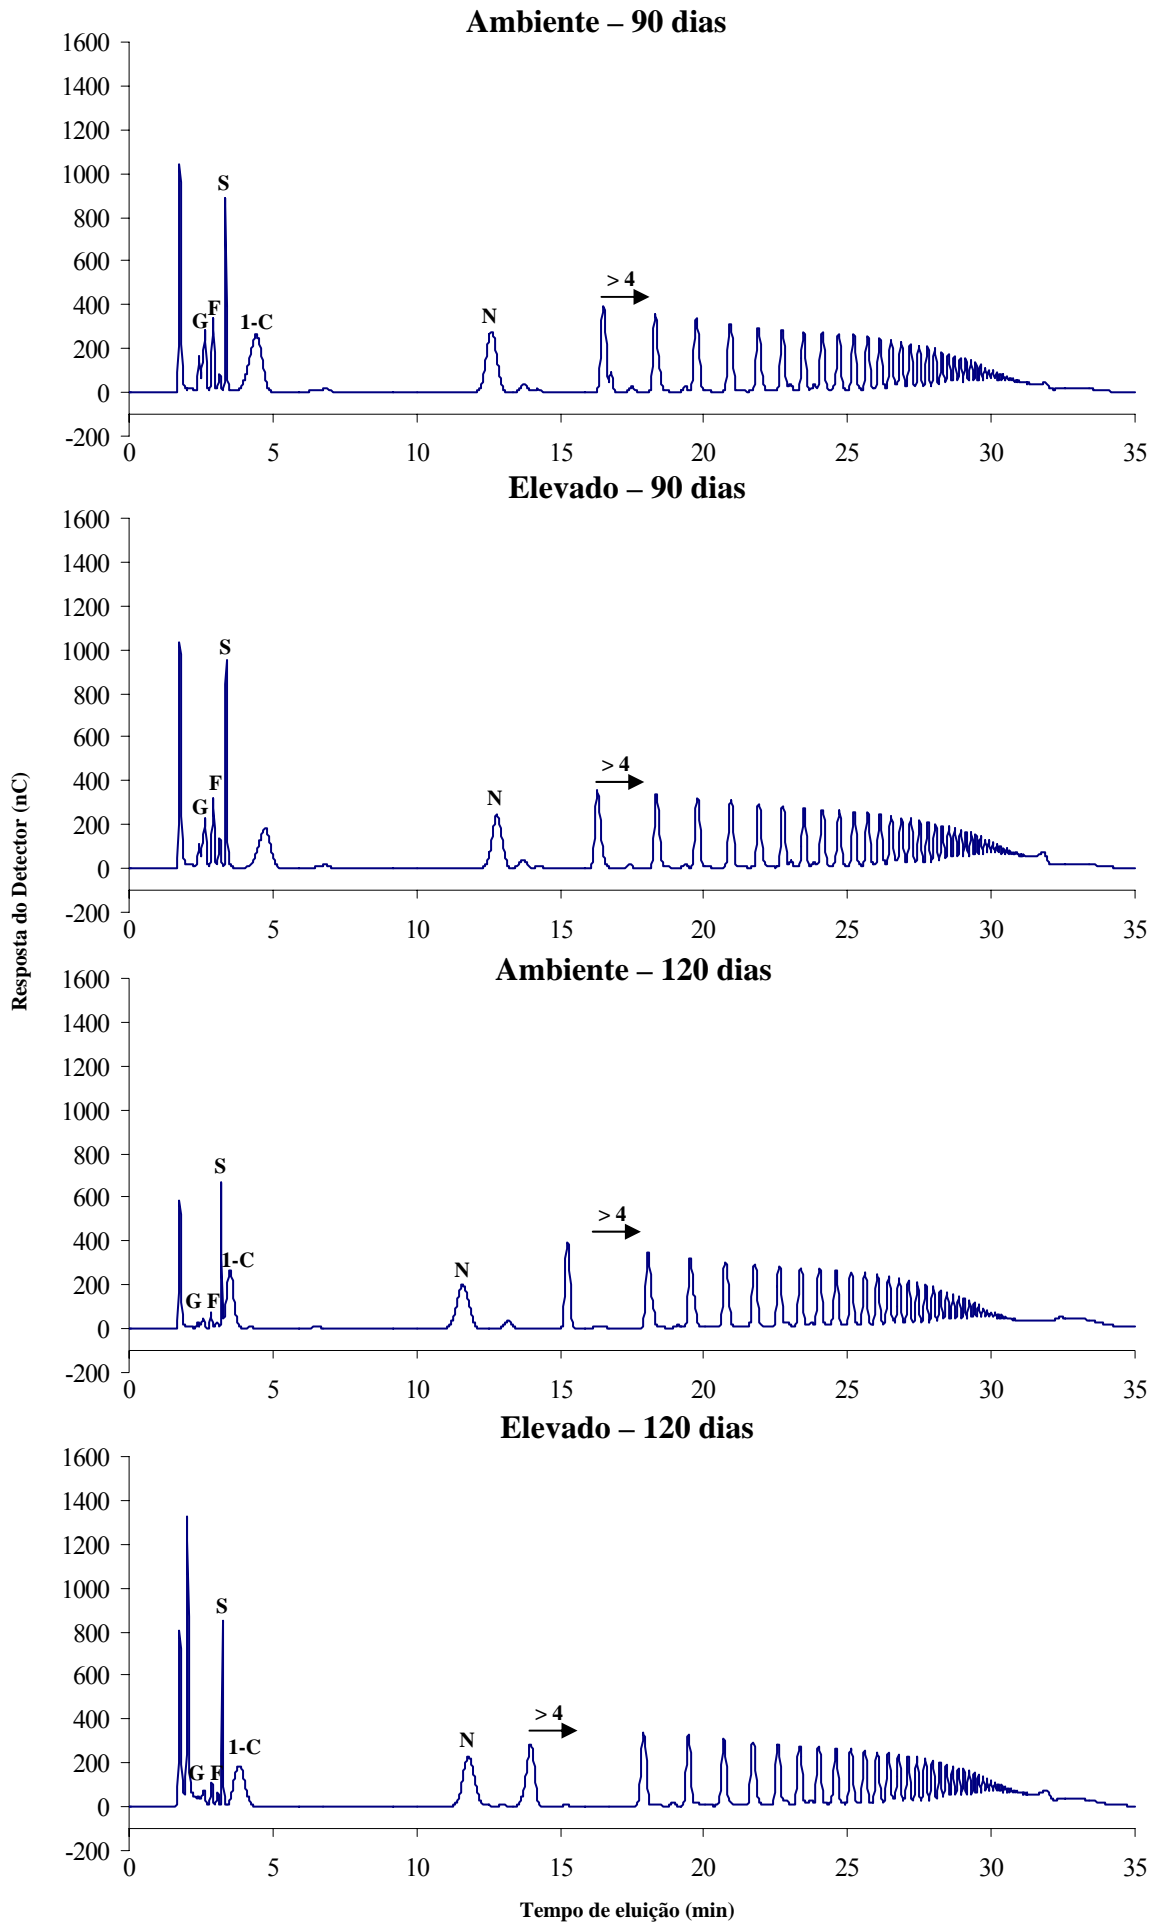 Ambiente – 90 dias
1600
1400
1200
1000
800
600
400
200
0
-200
S
G
F
1-C
N
> 4
0 5 10 15 20 25 30 35
Elevado – 90 dias
1600
1400
1200
1000
800
600
400
200
0
-200
S
G
F
N
> 4
0 5 10 15 20 25 30 35
Resposta do Detector (nC)
Ambiente – 120 dias
1600
1400
1200
1000
800
600
400
200
0
-200
S
1-C
G F
N
> 4
0 5 10 15 20 25 30 35
Elevado – 120 dias
1600
1400
1200
1000
800
600
400
200
0
-200
S
1-C
G F
N
> 4
0 5 10 15 20 25 30 35
Tempo de eluição (min)